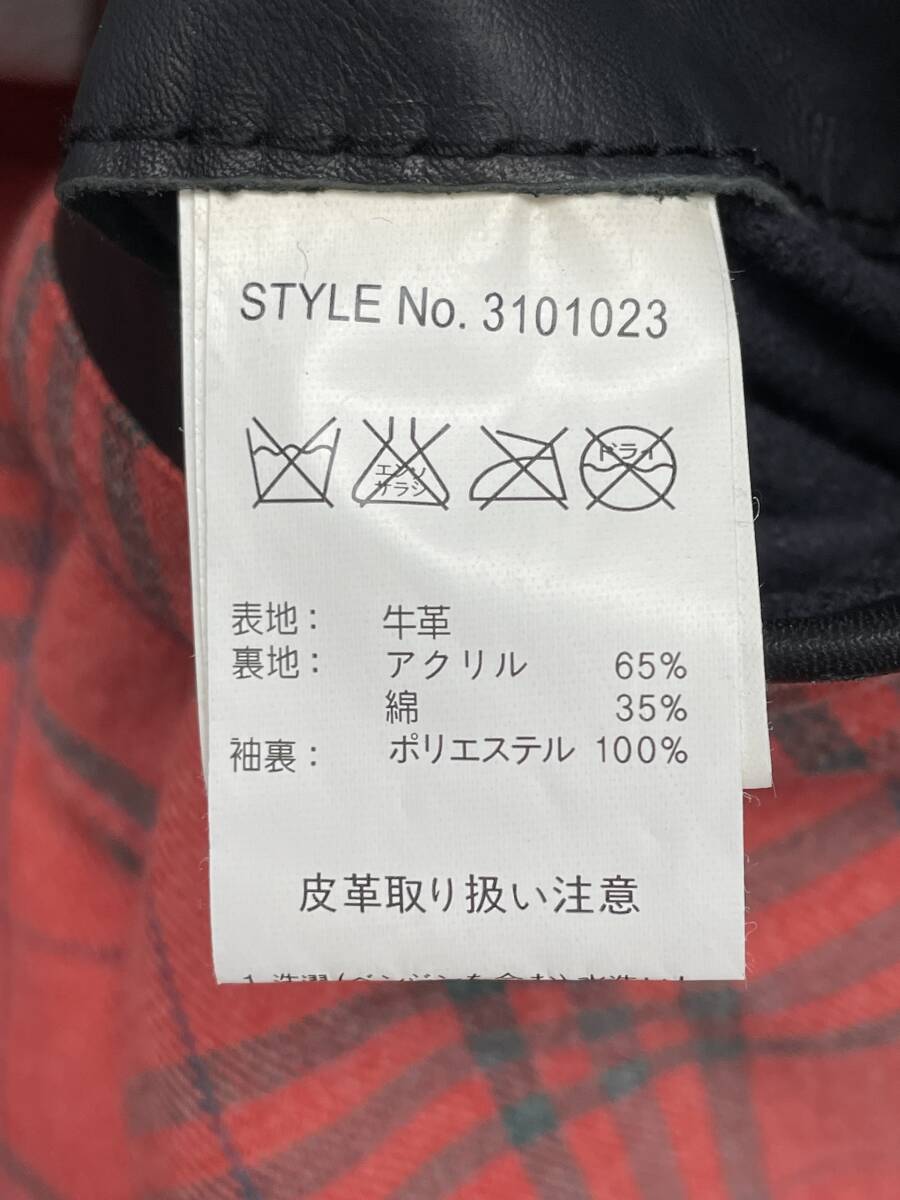 STYLE No. 3101023
エンソ
サラシ
ドライ
表地： 牛革
裏地： アクリル 65%
綿 35%
袖裏： ポリエステル 100%
皮革取り扱い注意